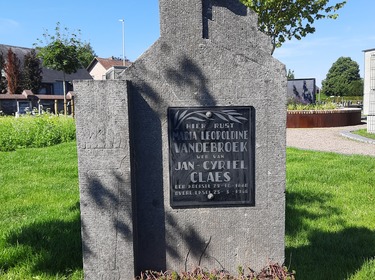 HIER RUST
MARIA LEOPOLDINE
VANDEBROEK
WED VAN
JAN-CYRIEL
CLAES